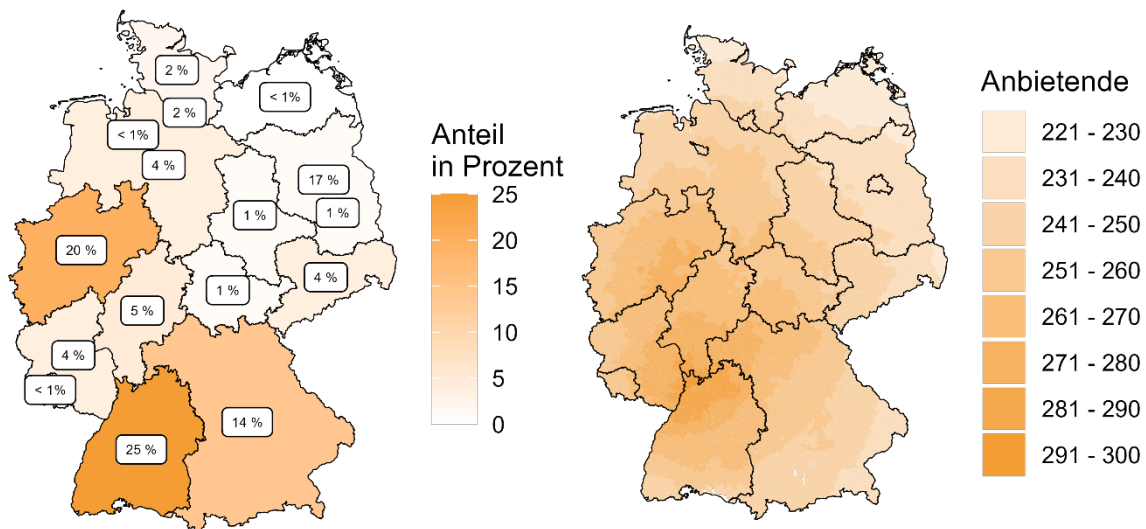 2 %
< 1%
2 %
< 1%
4 %
17 %
1 %
1 %
20 %
4 %
1 %
5 %
4 %
< 1%
14 %
25 %
Anteil
in Prozent
25
20
15
10
5
0
Anbietende
221 - 230
231 - 240
241 - 250
251 - 260
261 - 270
271 - 280
281 - 290
291 - 300